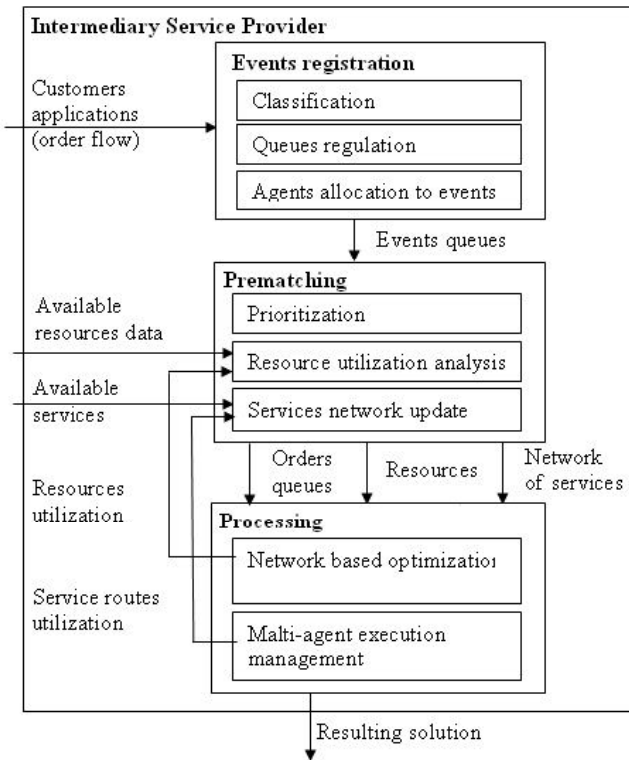 Intermediary Service Provider
Events registration
Customers
applications
(order flow)
Classification
Queues regulation
Agents allocation to events
Events queues
Prematching
Prioritization
Available
resources data
Resource utilization analysis
Available
services
Services network update
Orders
queues
Resources
Network
of services
Resources
utilization
Processing
Network based optimization
Service routes
utilization
Malti-agent execution
management
Resulting solution